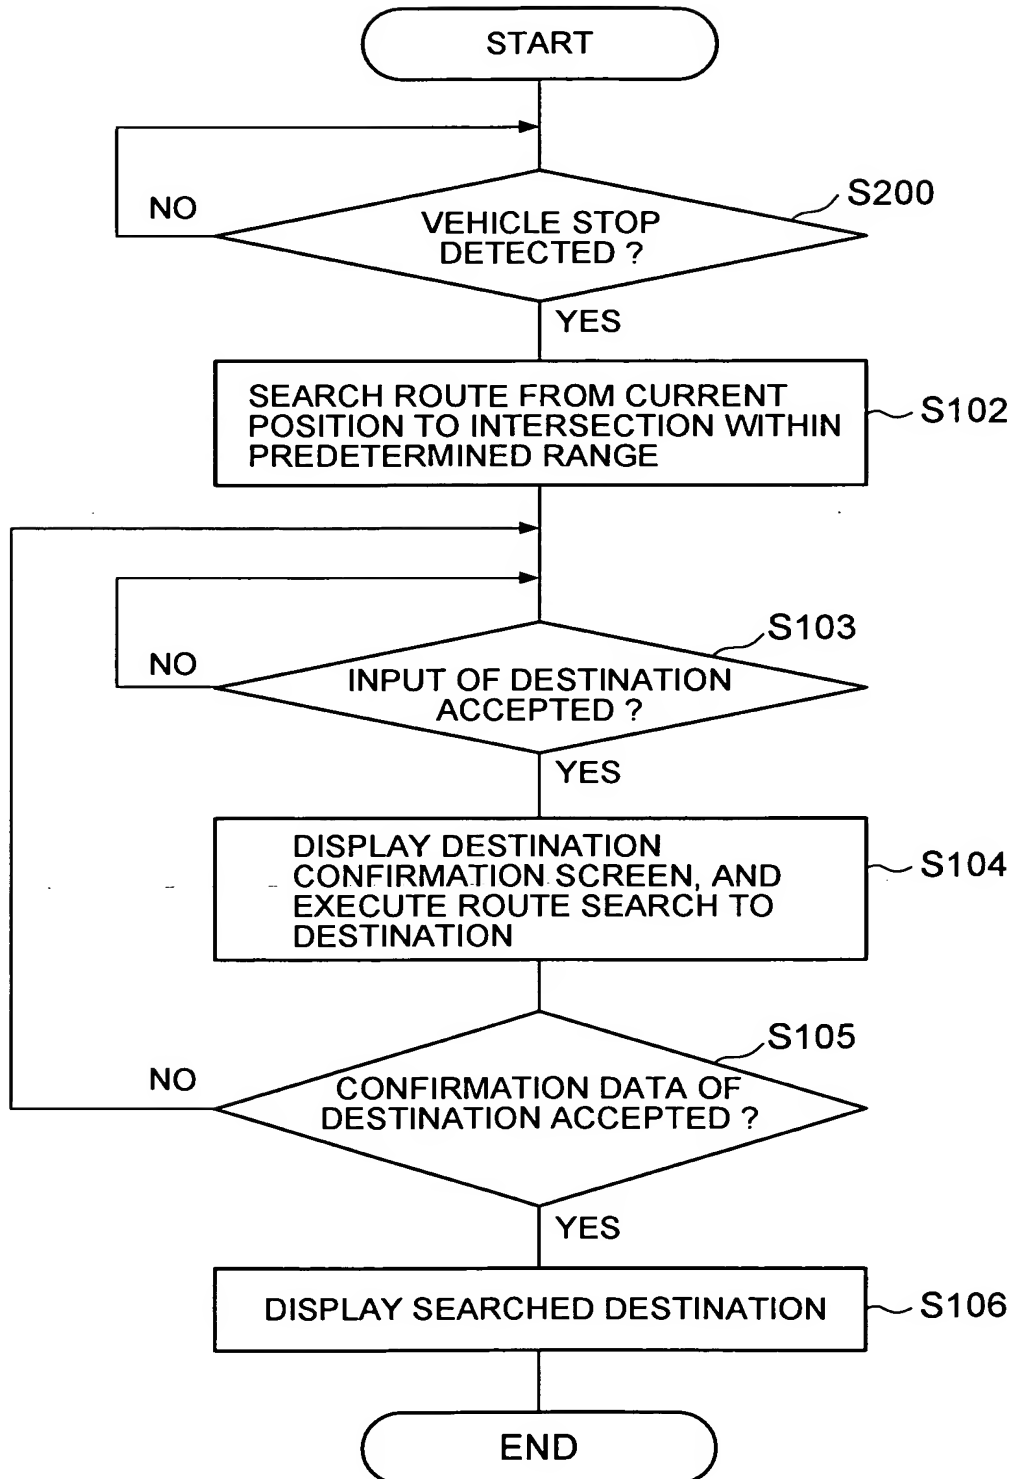 START
NO
S200
VEHICLE STOP
DETECTED ?
YES
SEARCH ROUTE FROM CURRENT
POSITION TO INTERSECTION WITHIN
PREDETERMINED RANGE
S102
S103
NO
INPUT OF DESTINATION
ACCEPTED ?
YES
DISPLAY DESTINATION
CONFIRMATION SCREEN, AND
EXECUTE ROUTE SEARCH TO
DESTINATION
S104
S105
NO
CONFIRMATION DATA OF
DESTINATION ACCEPTED ?
YES
DISPLAY SEARCHED DESTINATION
S106
END